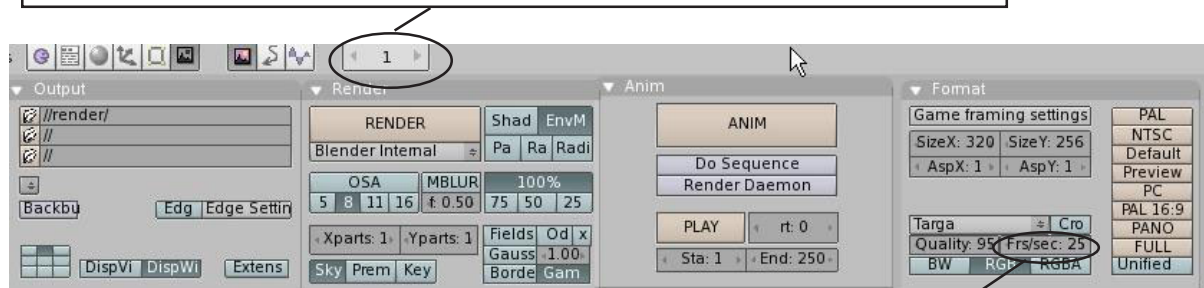 1
Output
//render/
//
//
Backbu
Edg
Edge Settin
DispVi
DispWi
Extens
Render
RENDER
Blender Internal
Shad
EnvM
Pa
Ra
Radi
OSA
MBLUR
100%
5
8
11
16
f: 0.50
75
50
25
Xparts: 1
Yparts: 1
Fields
Od
x
Gauss
1.00
Sky
Prem
Key
Borde
Gam
Anim
ANIM
Do Sequence
Render Daemon
PLAY
rt: 0
Sta: 1
End: 250
Format
Game framing settings
SizeX: 320
SizeY: 256
AspX: 1
AspY: 1
Targa
Cro
Quality: 95
Frs/sec: 25
BW
RGB
RGBA
PAL
NTSC
Default
Preview
PC
PAL 16:9
PANO
FULL
Unified